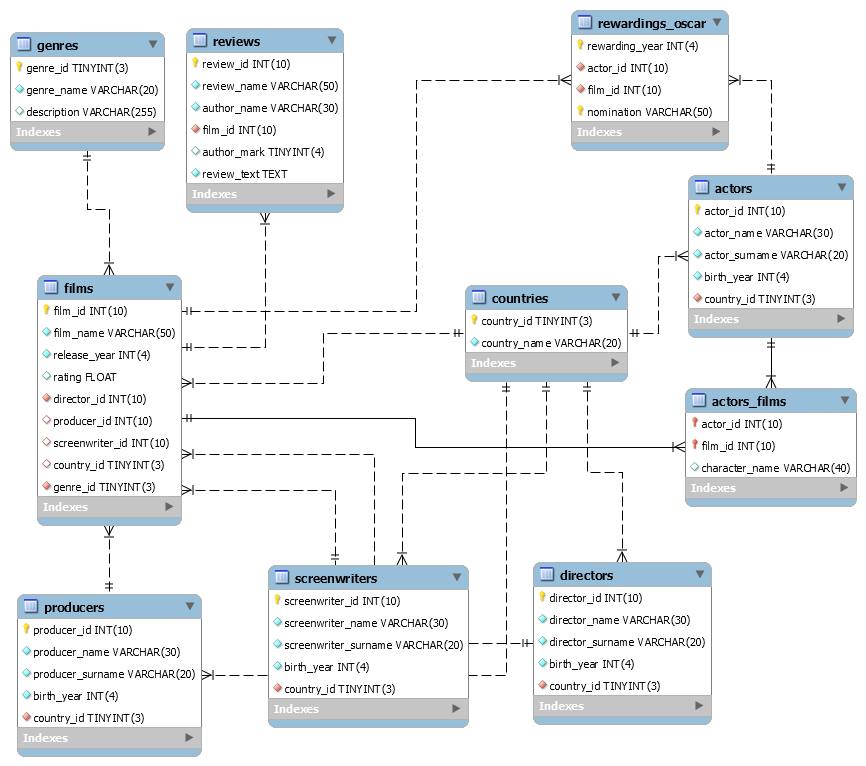 genres
genre_id TINYINT(3)
genre_name VARCHAR(20)
description VARCHAR(255)
Indexes
reviews
review_id INT(10)
review_name VARCHAR(50)
author_name VARCHAR(30)
film_id INT(10)
author_mark TINYINT(4)
review_text TEXT
Indexes
rewardings_oscar
rewarding_year INT(4)
actor_id INT(10)
film_id INT(10)
nomination VARCHAR(50)
Indexes
actors
actor_id INT(10)
actor_name VARCHAR(30)
actor_surname VARCHAR(20)
birth_year INT(4)
country_id TINYINT(3)
Indexes
films
film_id INT(10)
film_name VARCHAR(50)
release_year INT(4)
rating FLOAT
director_id INT(10)
producer_id INT(10)
screenwriter_id INT(10)
country_id TINYINT(3)
genre_id TINYINT(3)
Indexes
countries
country_id TINYINT(3)
country_name VARCHAR(20)
Indexes
actors_films
actor_id INT(10)
film_id INT(10)
character_name VARCHAR(40)
Indexes
producers
producer_id INT(10)
producer_name VARCHAR(30)
producer_surname VARCHAR(20)
birth_year INT(4)
country_id TINYINT(3)
Indexes
screenwriters
screenwriter_id INT(10)
screenwriter_name VARCHAR(30)
screenwriter_surname VARCHAR(20)
birth_year INT(4)
country_id TINYINT(3)
Indexes
directors
director_id INT(10)
director_name VARCHAR(30)
director_surname VARCHAR(20)
birth_year INT(4)
country_id TINYINT(3)
Indexes